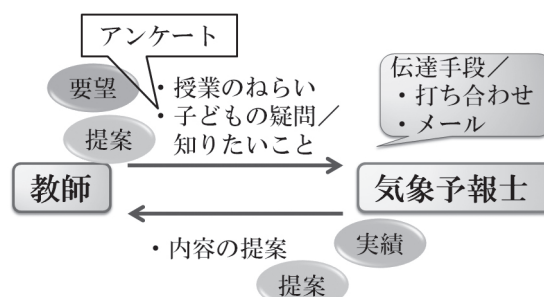 アンケート
要望
・授業のねらい
・子どもの疑問／
知りたいこと
提案
伝達手段／
・打ち合わせ
・メール
教師
気象予報士
・内容の提案
実績
提案